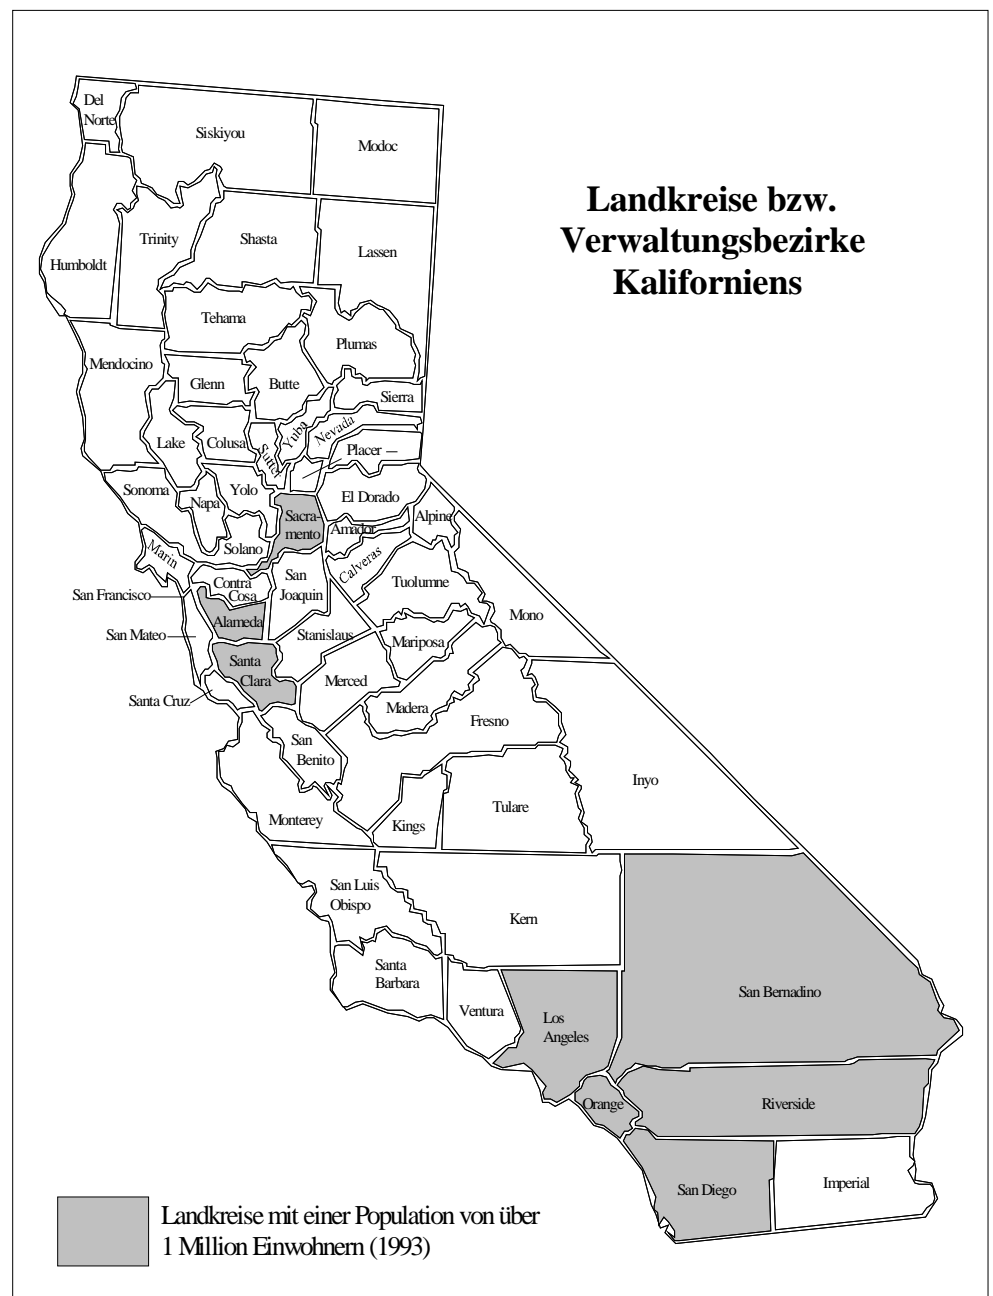 Landkreise bzw.
Verwaltungsbezirke
Kaliforniens
Del
Norte
Siskiyou
Modoc
Humboldt
Trinity
Shasta
Lassen
Tehama
Plumas
Mendocino
Glenn
Butte
Sierra
Lake
Colusa
Sutter
Yuba
Nevada
Placer
Sonoma
Napa
Yolo
El Dorado
Sacra-
mento
Amador
Alpine
Solano
Marin
Calveras
Contra
Cosa
San
Joaquin
Tuolumne
San Francisco
Alameda
Mono
San Mateo
Stanislaus
Mariposa
Santa
Clara
Merced
Santa Cruz
Madera
Fresno
San
Benito
Inyo
Monterey
Kings
Tulare
San Luis
Obispo
Kern
Santa
Barbara
Ventura
Los
Angeles
San Bernadino
Orange
Riverside
San Diego
Imperial
Landkreise mit einer Population von über
1 Million Einwohnern (1993)